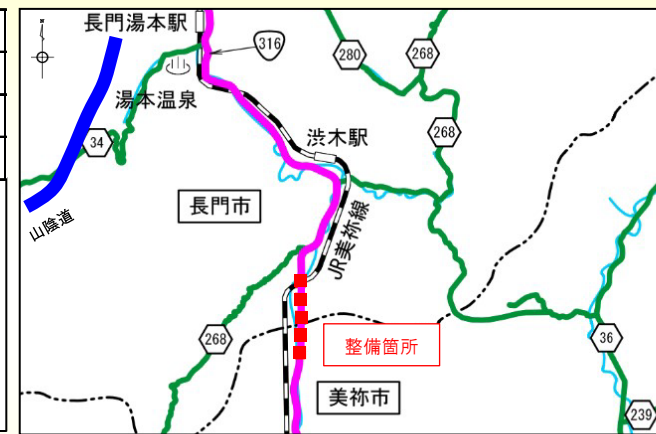 長門湯本駅
316
280
268
湯本温泉
268
34
渋木駅
長門市
山陰道
JR美祢線
268
整備箇所
36
美祢市
239